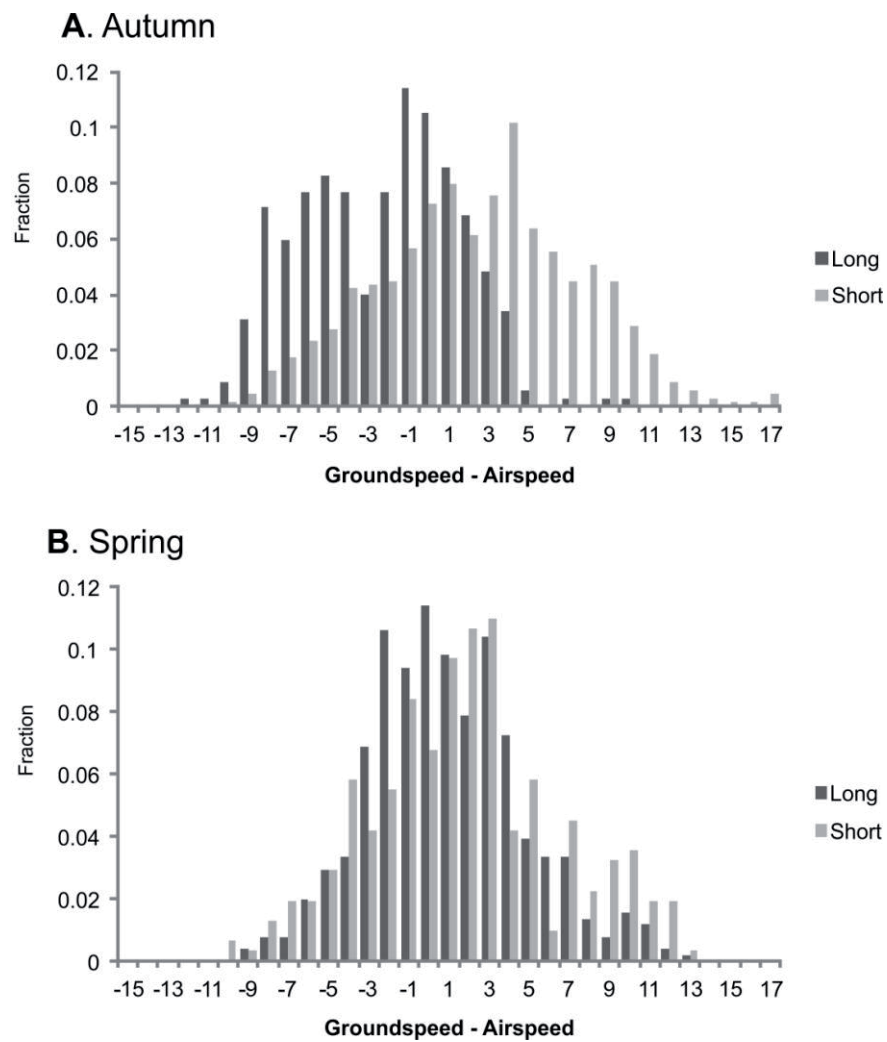 A. Autumn
0.12
0.1
0.08
0.06
0.04
0.02
0
Fraction
-15 -13 -11 -9 -7 -5 -3 -1 1 3 5 7 9 11 13 15 17
Groundspeed - Airspeed
Long
Short
B. Spring
0.12
0.1
0.08
0.06
0.04
0.02
0
Fraction
-15 -13 -11 -9 -7 -5 -3 -1 1 3 5 7 9 11 13 15 17
Groundspeed - Airspeed
Long
Short